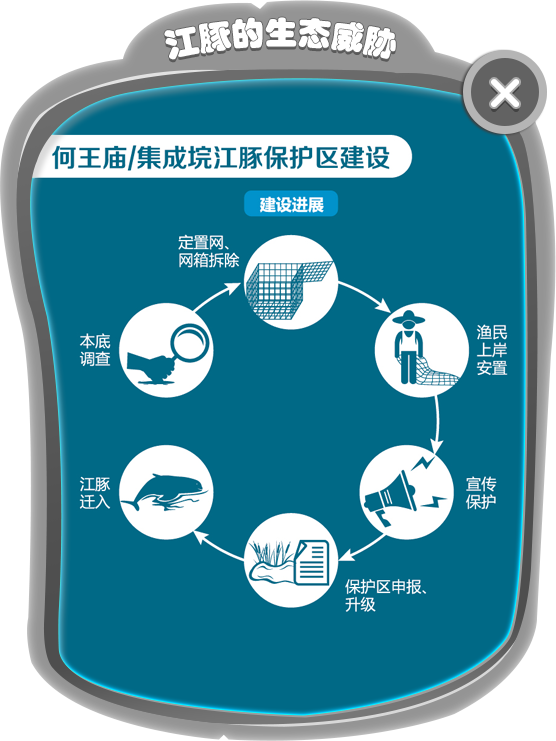 江豚的生态威胁
何王庙/集成垸江豚保护区建设
建设进展
定置网、
网箱拆除
渔民
上岸
安置
宣传
保护
保护区申报、
升级
江豚
迁入
本底
调查